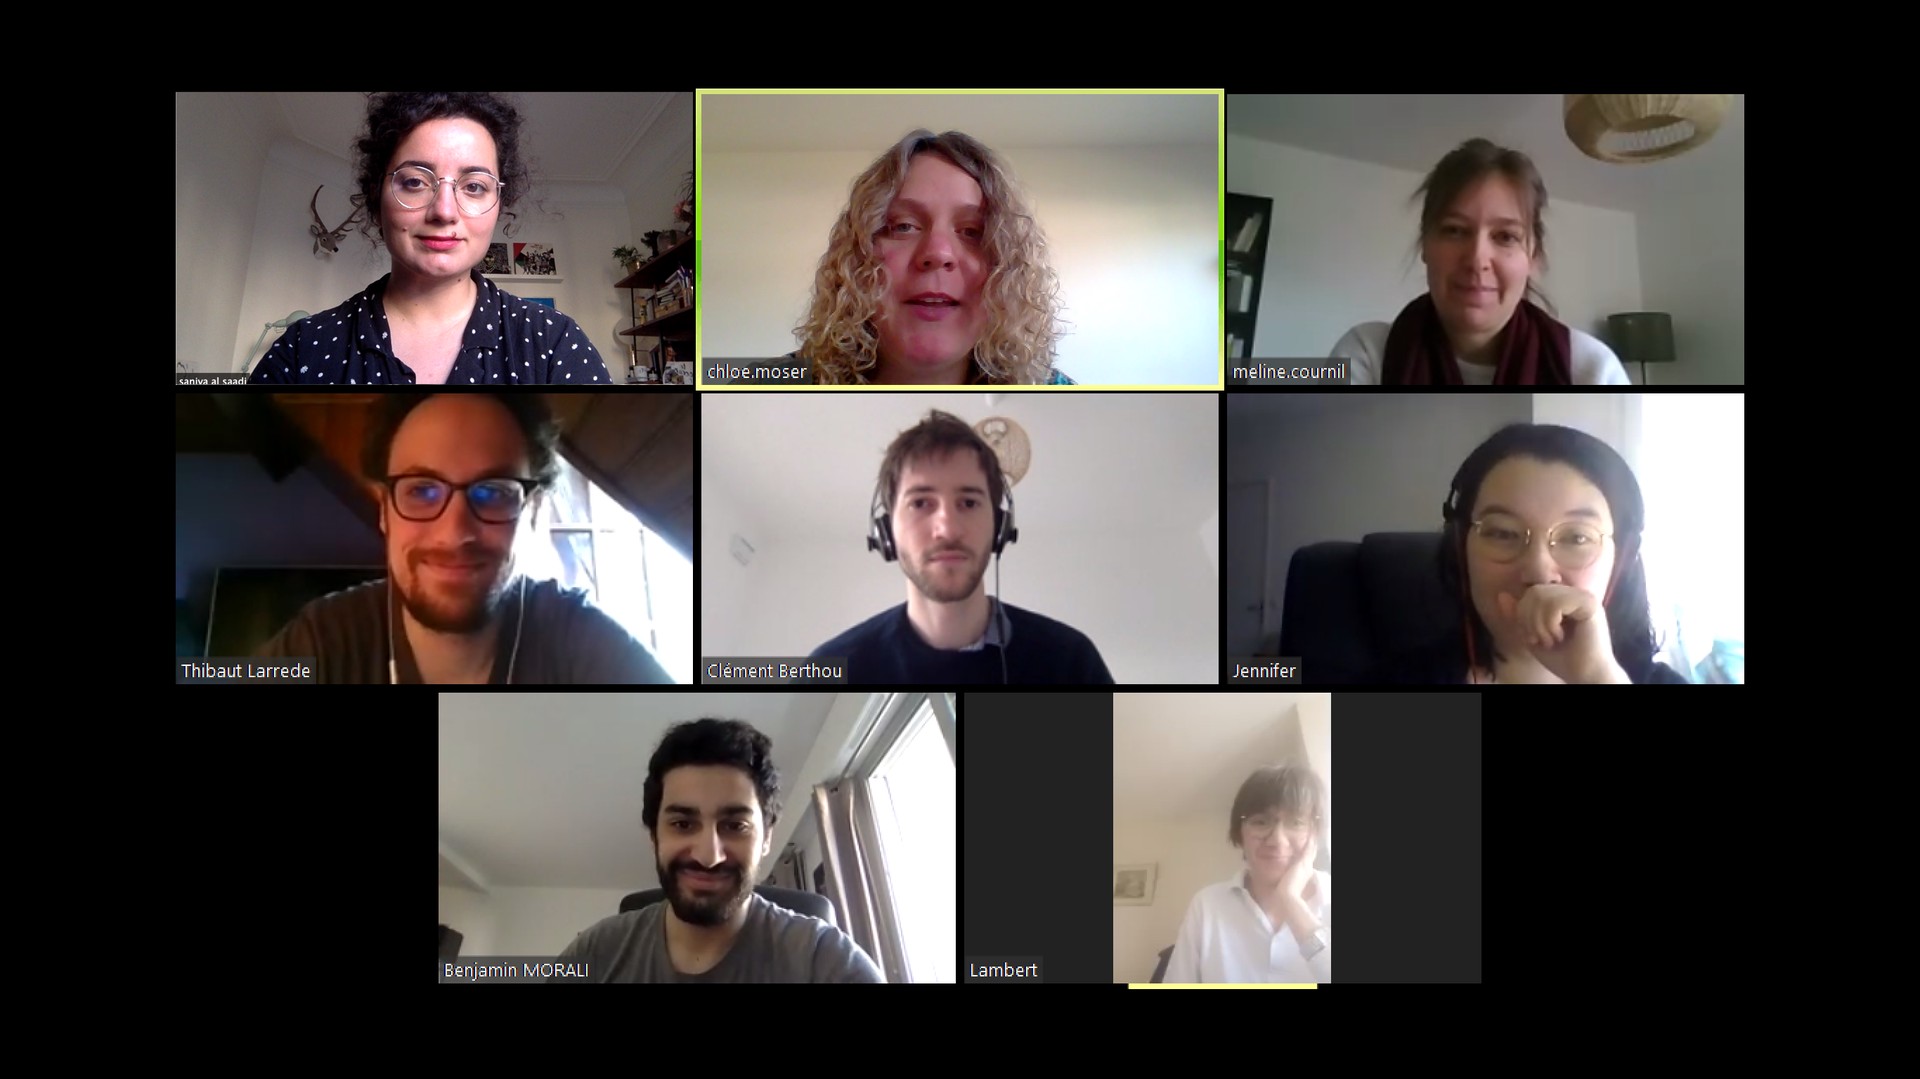 saniya al saadi
chloe.moser
meline.cournil
Thibaut Larrede
Clément Berthou
Jennifer
Benjamin MORALI
Lambert